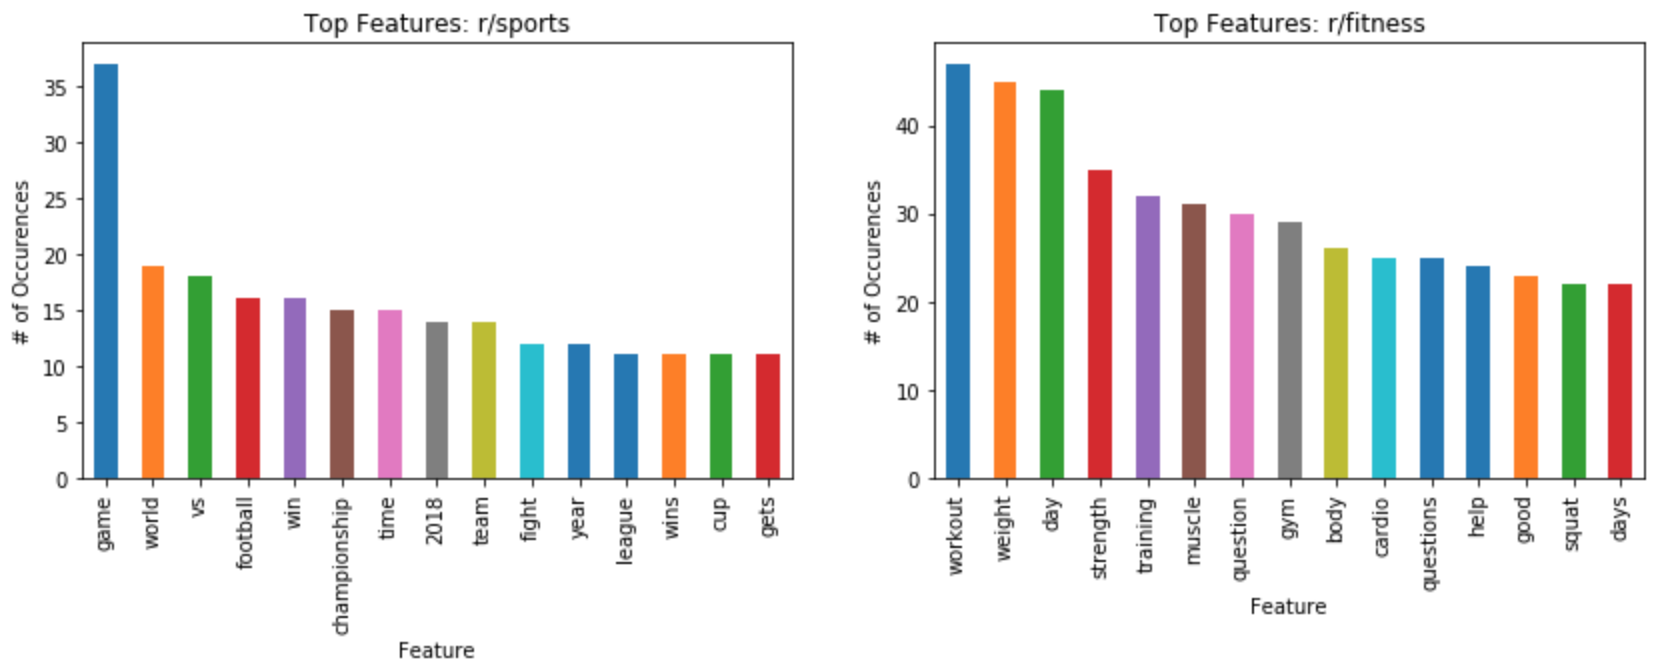 Top Features: r/sports
# of Occurences
35
30
25
20
15
10
5
0
game
world
vs
football
win
championship
time
2018
team
fight
year
league
wins
cup
gets
Feature
Top Features: r/fitness
# of Occurences
40
30
20
10
0
workout
weight
day
strength
training
muscle
question
gym
body
cardio
questions
help
good
squat
days
Feature